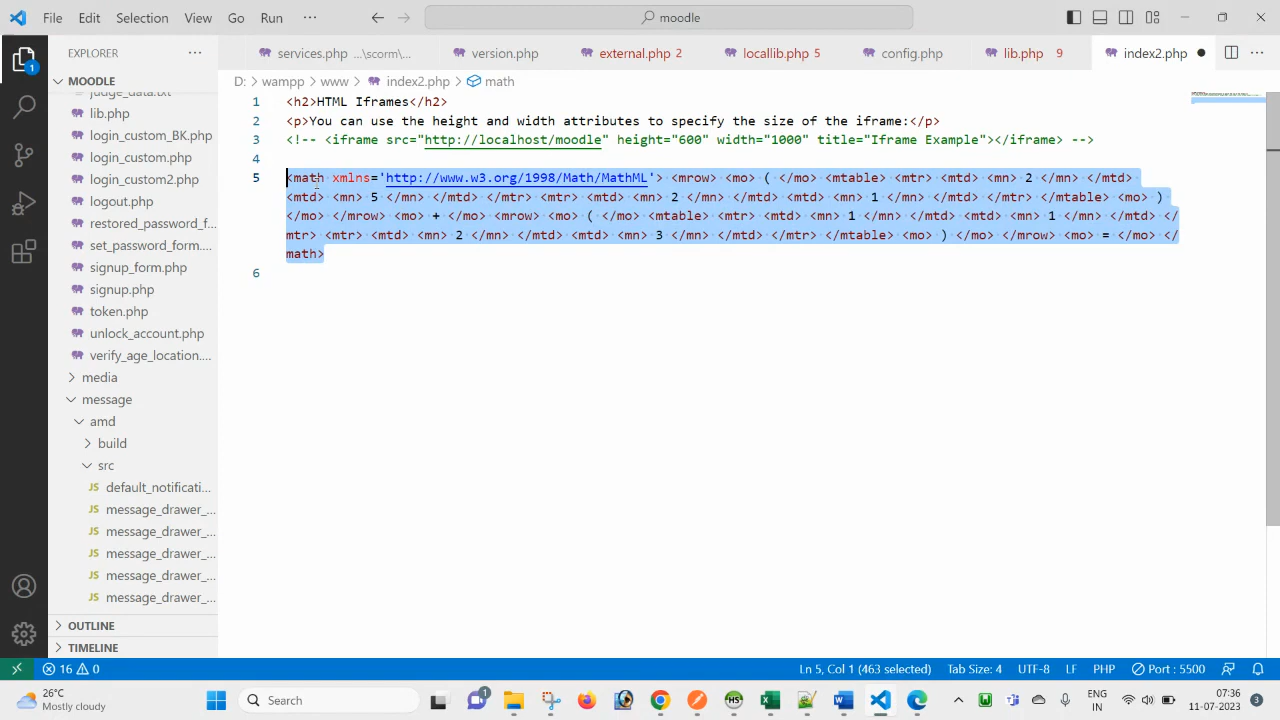 File Edit Selection View Go Run ··· moodle
EXPLORER ···
services.php ...\scorm\... version.php external.php 2 locallib.php 5 config.php lib.php 9 index2.php
MOODLE
D: > wampp > www > index2.php > math
judge_data.txt
lib.php
login_custom_BK.php
login_custom.php
login_custom2.php
logout.php
restored_password_f...
set_password_form....
signup_form.php
signup.php
token.php
unlock_account.php
verify_age_location....
media
message
amd
build
src
default_notificati...
message_drawer_...
message_drawer_...
message_drawer_...
message_drawer_...
message_drawer_...
OUTLINE
TIMELINE
1 <h2>HTML Iframes</h2>
2 <p>You can use the height and width attributes to specify the size of the iframe:</p>
3 <!-- <iframe src="http://localhost/moodle" height="600" width="1000" title="Iframe Example"></iframe> -->
4
5 <math xmlns='http://www.w3.org/1998/Math/MathML'> <mrow> <mo> ( </mo> <mtable> <mtr> <mtd> <mn> 2 </mn> </mtd>
<mtd> <mn> 5 </mn> </mtd> </mtr> <mtr> <mtd> <mn> 2 </mn> </mtd> <mtd> <mn> 1 </mn> </mtd> </mtr> </mtable> <mo> )
</mo> </mrow> <mo> + </mo> <mrow> <mo> ( </mo> <mtable> <mtr> <mtd> <mn> 1 </mn> </mtd> <mtd> <mn> 1 </mn> </mtd> </
mtr> <mtr> <mtd> <mn> 2 </mn> </mtd> <mtd> <mn> 3 </mn> </mtd> </mtr> </mtable> <mo> ) </mo> </mrow> <mo> = </mo> </
math>
6
16 0 Ln 5, Col 1 (463 selected) Tab Size: 4 UTF-8 LF PHP Port : 5500
26°C
Mostly cloudy
Search
ENG
IN
07:36
11-07-2023